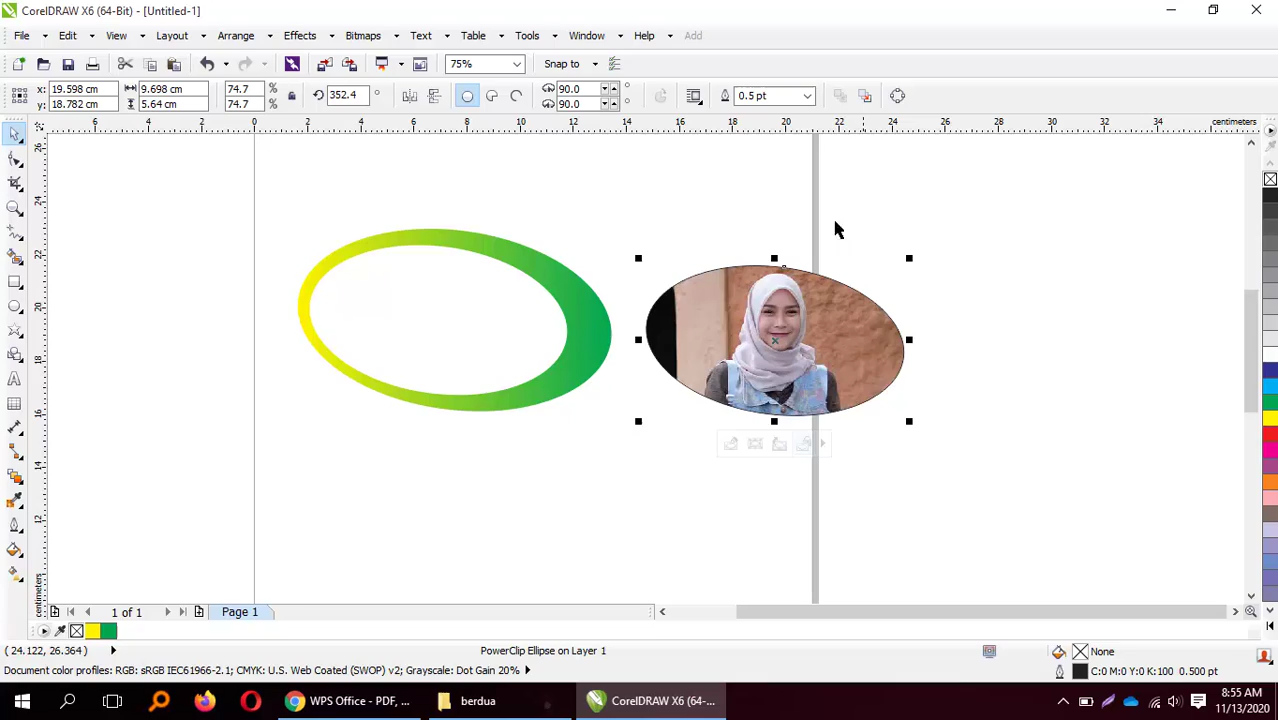 CorelDRAW X6 (64-Bit) - [Untitled-1]
File Edit View Layout Arrange Effects Bitmaps Text Table Tools Window Help Add
75% Snap to
x: 19.598 cm 9.698 cm 74.7 % 352.4 ° 90.0 ° 0.5 pt
y: 18.782 cm 5.64 cm 74.7 % 90.0
6 4 2 0 2 4 6 8 10 12 14 16 18 20 22 24 26 28 30 32 34 centimeters
26
24
22
20
18
16
14
12
centimeters
1 of 1 Page 1
(24.122, 26.364) PowerClip Ellipse on Layer 1 None
Document color profiles: RGB: sRGB IEC61966-2.1; CMYK: U.S. Web Coated (SWOP) v2; Grayscale: Dot Gain 20% C:0 M:0 Y:0 K:100 0.500 pt
WPS Office - PDF, ... berdua CorelDRAW X6 (64-...
8:55 AM
11/13/2020